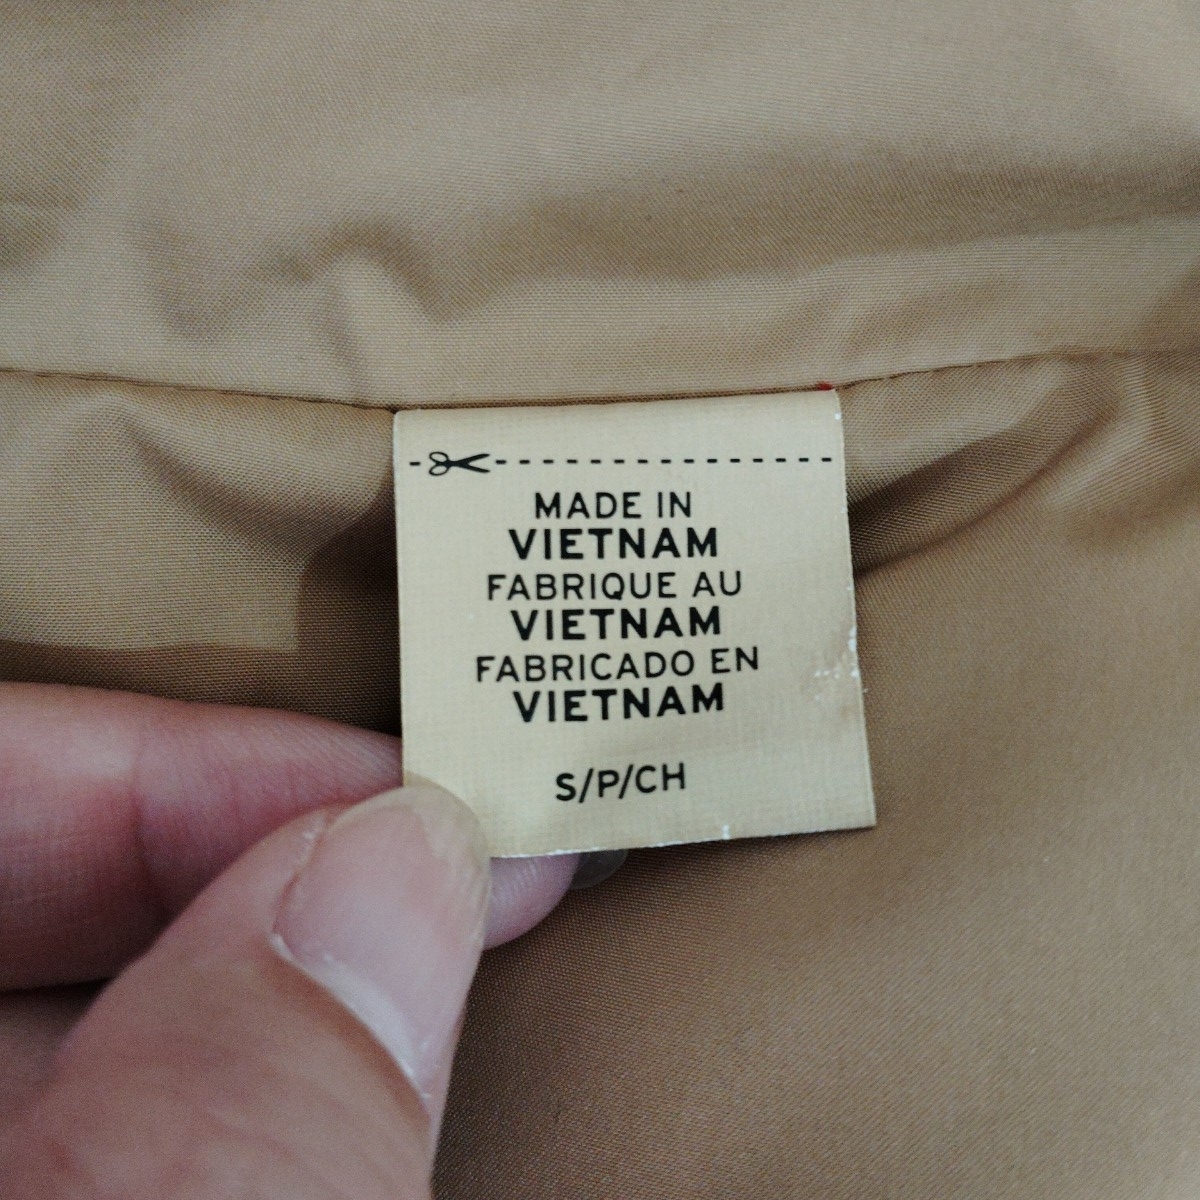 MADE IN
VIETNAM
FABRIQUE AU
VIETNAM
FABRICADO EN
VIETNAM
S/P/CH